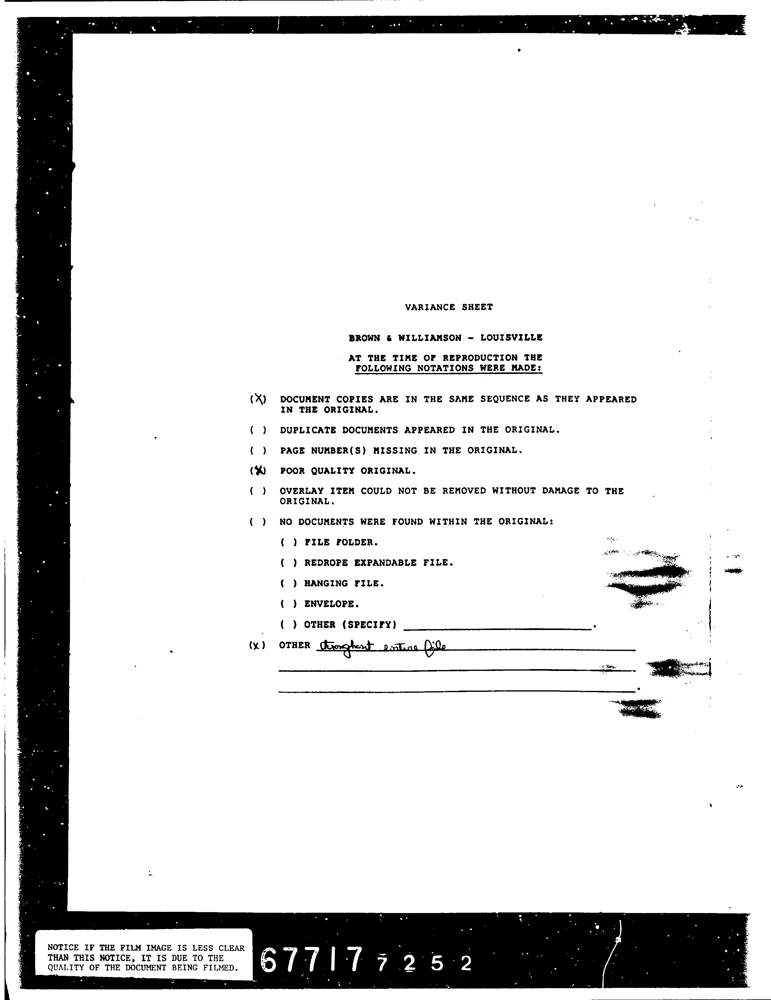 VARIANCE SHEET
BROWN & WILLIAMSON - LOUISVILLE
AT THE TIME OF REPRODUCTION THE
FOLLOWING NOTATIONS WERE MADE:
(X) DOCUMENT COPIES ARE IN THE SAME SEQUENCE AS THEY APPEARED
IN THE ORIGINAL.
( ) DUPLICATE DOCUMENTS APPEARED IN THE ORIGINAL.
( ) PAGE NUMBER(S) MISSING IN THE ORIGINAL.
(X) POOR QUALITY ORIGINAL.
( ) OVERLAY ITEM COULD NOT BE REMOVED WITHOUT DAMAGE TO THE
ORIGINAL.
( ) NO DOCUMENTS WERE FOUND WITHIN THE ORIGINAL:
( ) FILE FOLDER.
( ) REDROPE EXPANDABLE FILE.
( ) HANGING FILE.
( ) ENVELOPE.
( ) OTHER (SPECIFY) ______.
(x) OTHER throughout entire file
NOTICE IF THE FILM IMAGE IS LESS CLEAR
THAN THIS NOTICE, IT IS DUE TO THE
QUALITY OF THE DOCUMENT BEING FILMED.
677177252